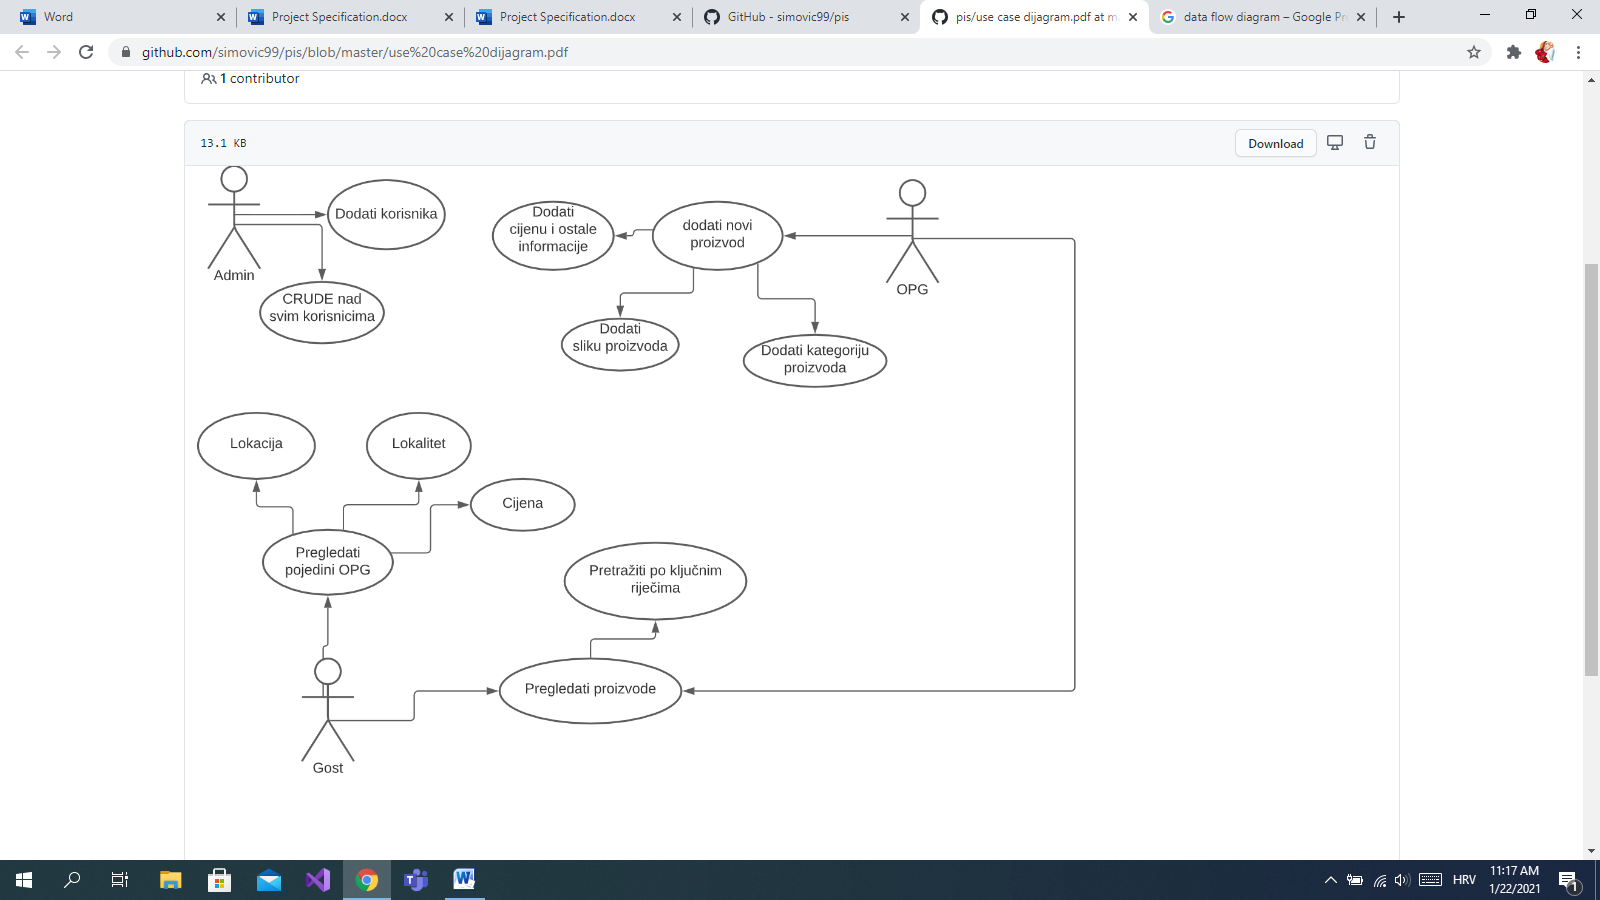 Word
Project Specification.docx
Project Specification.docx
GitHub - simovic99/pis
pis/use case dijagram.pdf at m
data flow diagram – Google Pr
github.com/simovic99/pis/blob/master/use%20case%20dijagram.pdf
1 contributor
13.1 KB
Download
Admin
Dodati korisnika
CRUDE nad
svim korisnicima
Dodati
cijenu i ostale
informacije
dodati novi
proizvod
OPG
Dodati
sliku proizvoda
Dodati kategoriju
proizvoda
Lokacija
Lokalitet
Cijena
Pregledati
pojedini OPG
Pretražiti po ključnim
riječima
Pregledati proizvode
Gost
HRV
11:17 AM
1/22/2021
1